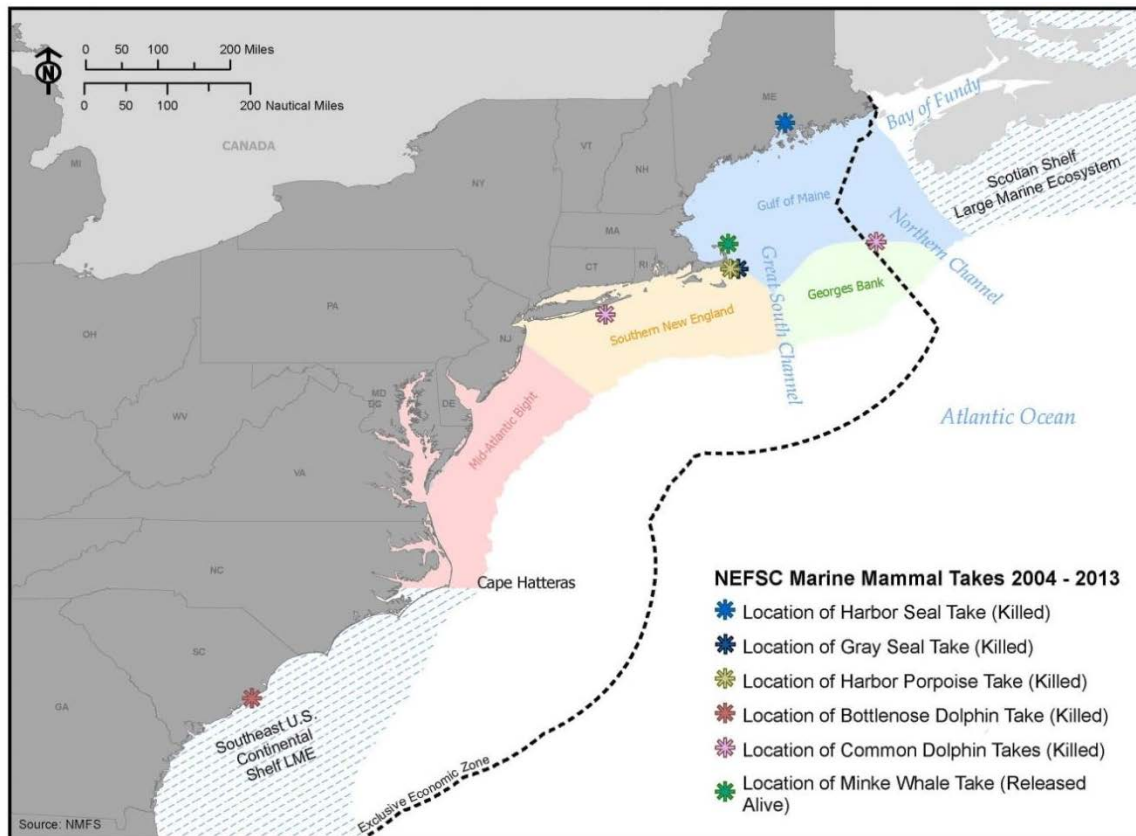 0 50 100 200 Miles
N
0 50 100 200 Nautical Miles
CANADA
ME
Bay of Fundy
MI
VT
NH
NY
Scotian Shelf
Large Marine Ecosystem
Gulf of Maine
MA
Northern Channel
CT
RI
Great South Channel
Georges Bank
PA
OH
NJ
Southern New England
MD
DC
DE
WV
Mid-Atlantic Bight
Atlantic Ocean
VA
NC
Cape Hatteras
SC
GA
Southeast U.S.
Continental
Shelf LME
Exclusive Economic Zone
NEFSC Marine Mammal Takes 2004 - 2013
Location of Harbor Seal Take (Killed)
Location of Gray Seal Take (Killed)
Location of Harbor Porpoise Take (Killed)
Location of Bottlenose Dolphin Take (Killed)
Location of Common Dolphin Takes (Killed)
Location of Minke Whale Take (Released
Alive)
Source: NMFS